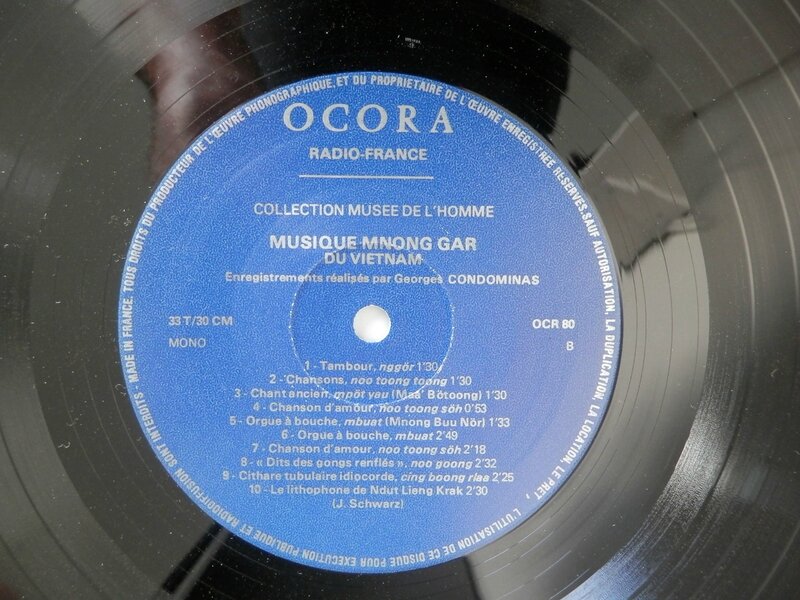 MADE IN FRANCE. TOUS DROITS DU PRODUCTEUR DE L'ŒUVRE PHONOGRAPHIQUE, ET DU PROPRIETAIRE DE L'ŒUVRE ENREGISTREE RESERVES. SAUF AUTORISATION, LA DUPLICATION, LA LOCATION, LE PRET, L'UTILISATION DE CE DISQUE POUR EXECUTION PUBLIQUE ET RADIODIFFUSION SONT INTERDITS -
OCORA
RADIO-FRANCE
COLLECTION MUSEE DE L'HOMME
MUSIQUE MNONG GAR
DU VIETNAM
Enregistrements réalisés par Georges CONDOMINAS
33 T/30 CM
OCR 80
MONO
B
1 - Tambour, nggör 1'30
2 - Chansons, noo toong toong 1'30
3 - Chant ancien, mpöt yau (Maa' Bötoong) 1'30
4 - Chanson d'amour, noo toong söh 0'53
5 - Orgue à bouche, mbuat (Mnong Buu Nör) 1'33
6 - Orgue à bouche, mbuat 2'49
7 - Chanson d'amour, noo toong söh 2'18
8 - « Dits des gongs renflés », noo goong 2'32
9 - Cithare tubulaire idiocorde, cing boong rlaa 2'25
10 - Le lithophone de Ndut Lieng Krak 2'30
(J. Schwarz)